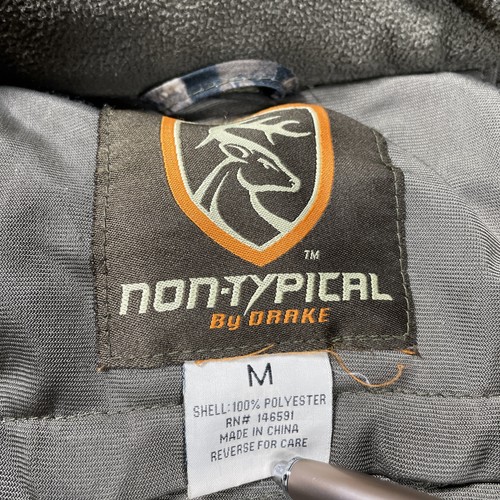 TM
NON-TYPICAL
By DRAKE
M
SHELL: 100% POLYESTER
RN# 146591
MADE IN CHINA
REVERSE FOR CARE